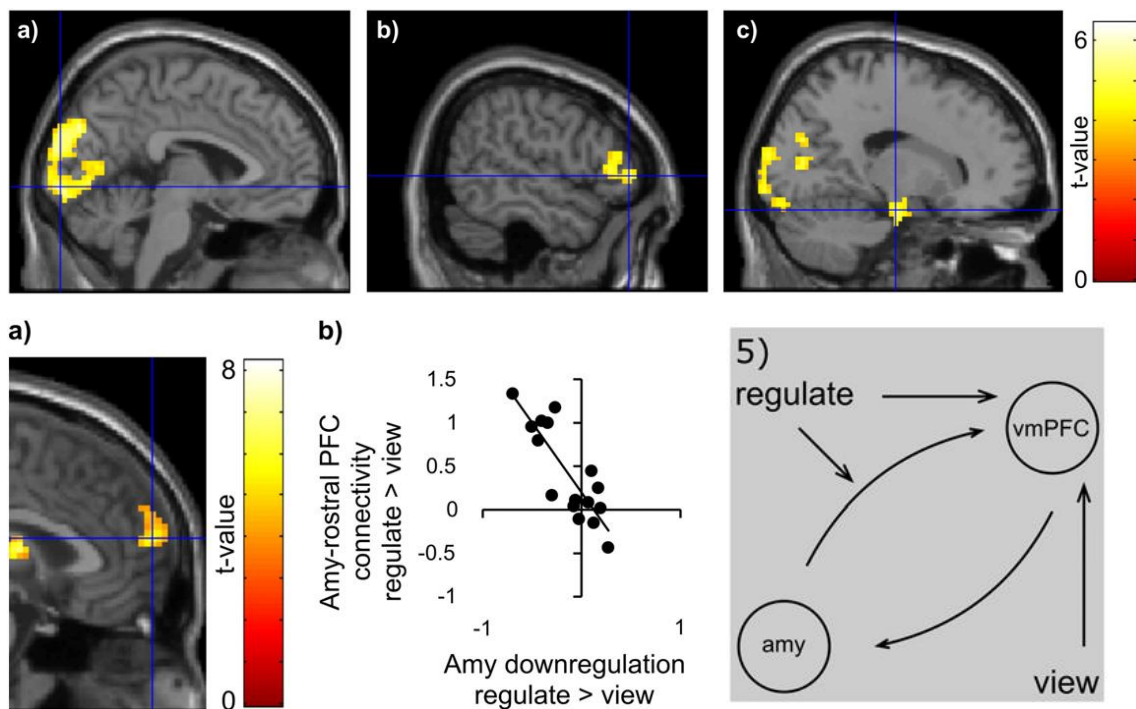 a)
b)
c)
6
t-value
0
a)
8
t-value
0
b)
Amy-rostral PFC
connectivity
regulate > view
1.5
1
0.5
0
-0.5
-1
-1
1
Amy downregulation
regulate > view
5)
regulate
vmPFC
amy
view